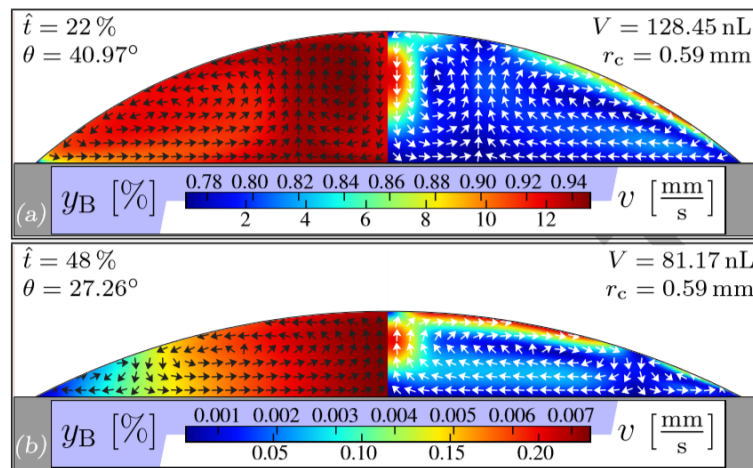 t̂ = 22 % V = 128.45 nL
θ = 40.97° r_c = 0.59 mm
0.78 0.80 0.82 0.84 0.86 0.88 0.90 0.92 0.94
(a) y_B [%] v [mm/s]
2 4 6 8 10 12
t̂ = 48 % V = 81.17 nL
θ = 27.26° r_c = 0.59 mm
0.001 0.002 0.003 0.004 0.005 0.006 0.007
(b) y_B [%] v [mm/s]
0.05 0.10 0.15 0.20